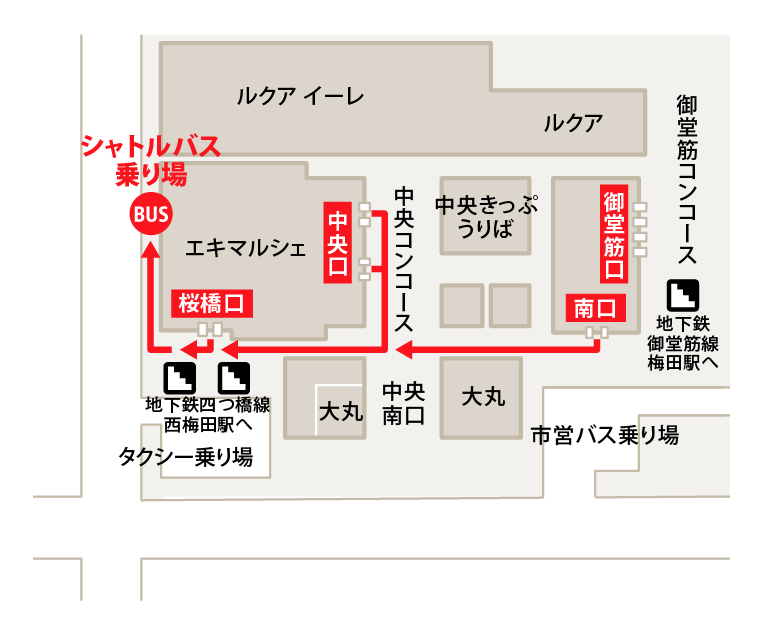 ルクア イーレ
ルクア
御堂筋コンコース
シャトルバス
乗り場
BUS
エキマルシェ
中央口
中央コンコース
中央きっぷ
うりば
御堂筋口
桜橋口
南口
地下鉄
御堂筋線
梅田駅へ
地下鉄四つ橋線
西梅田駅へ
大丸
中央
南口
大丸
タクシー乗り場
市営バス乗り場